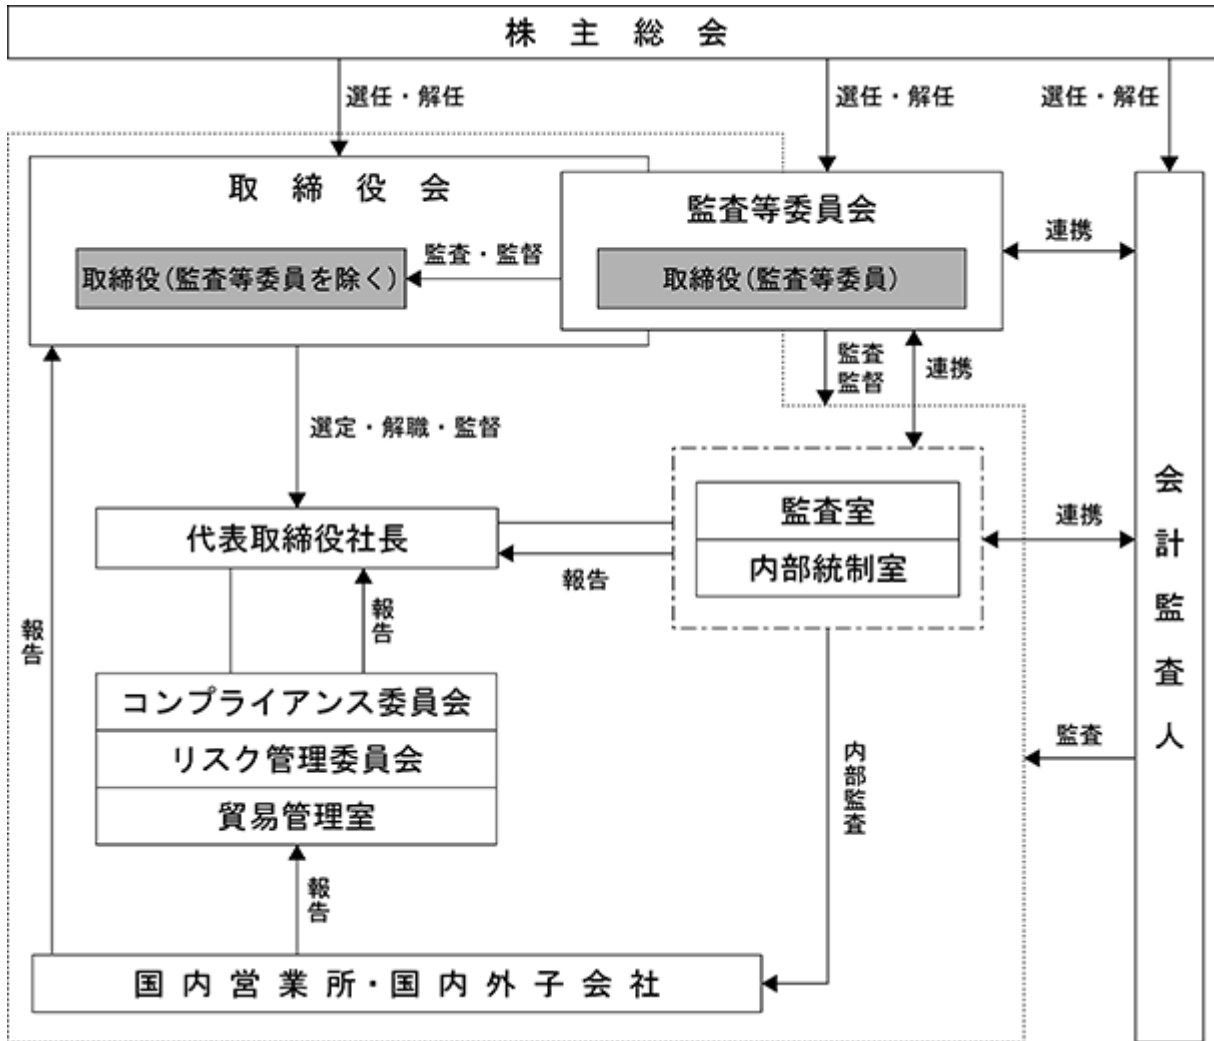 株主総会
選任・解任
選任・解任
選任・解任
取締役会
監査等委員会
取締役(監査等委員を除く)
監査・監督
取締役(監査等委員)
連携
監査
監督
連携
選定・解職・監督
代表取締役社長
報告
監査室
内部統制室
連携
会計監査人
報告
報告
コンプライアンス委員会
リスク管理委員会
貿易管理室
監査
内部監査
報告
国内営業所・国内外子会社